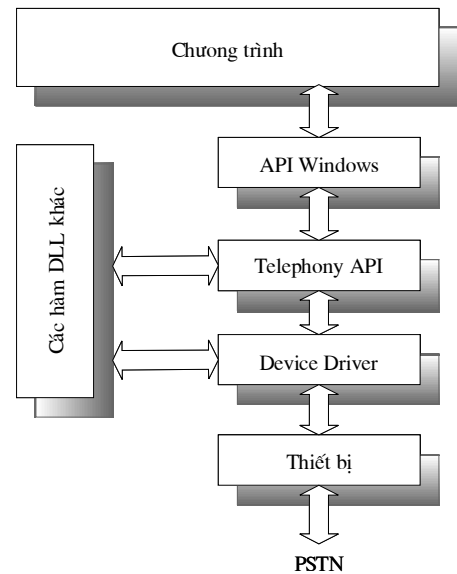 Chương trình
API Windows
Các hàm DLL khác
Telephony API
Device Driver
Thiết bị
PSTN